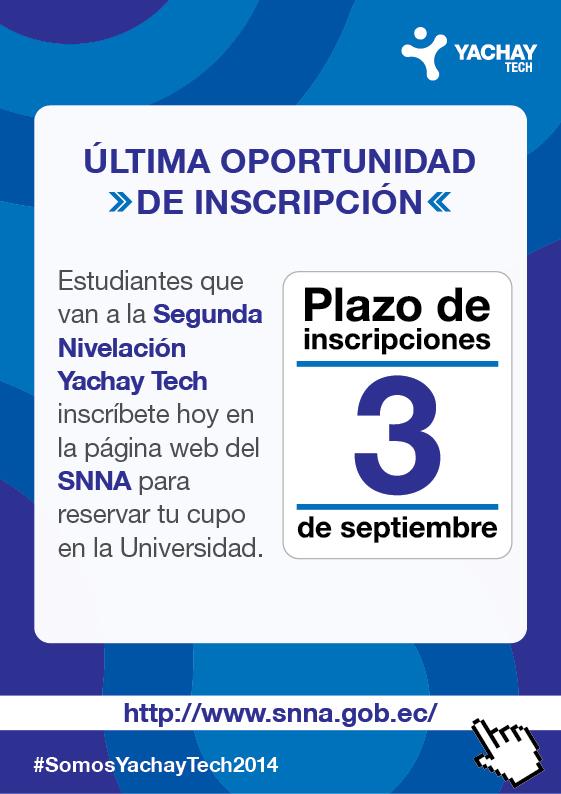 YACHAY
TECH
ÚLTIMA OPORTUNIDAD
DE INSCRIPCIÓN
Estudiantes que
van a la Segunda
Nivelación
Yachay Tech
inscríbete hoy en
la página web del
SNNA para
reservar tu cupo
en la Universidad.
Plazo de
inscripciones
3
de septiembre
http://www.snna.gob.ec/
#SomosYachayTech2014